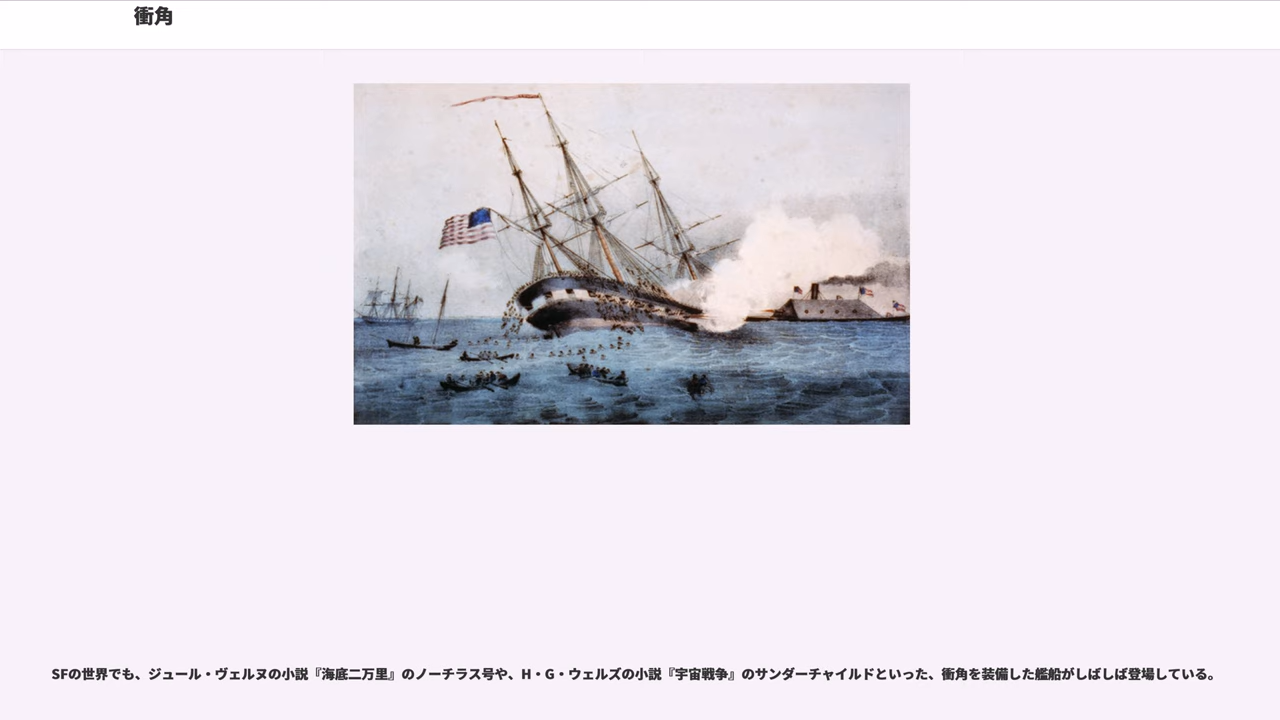 衝角
SFの世界でも、ジュール・ヴェルヌの小説『海底二万里』のノーチラス号や、H・G・ウェルズの小説『宇宙戦争』のサンダーチャイルドといった、衝角を装備した艦船がしばしば登場している。